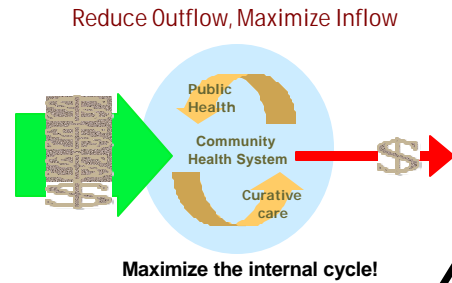 Reduce Outflow, Maximize Inflow
Public
Health
Community
Health System
$
Curative
care
Maximize the internal cycle!